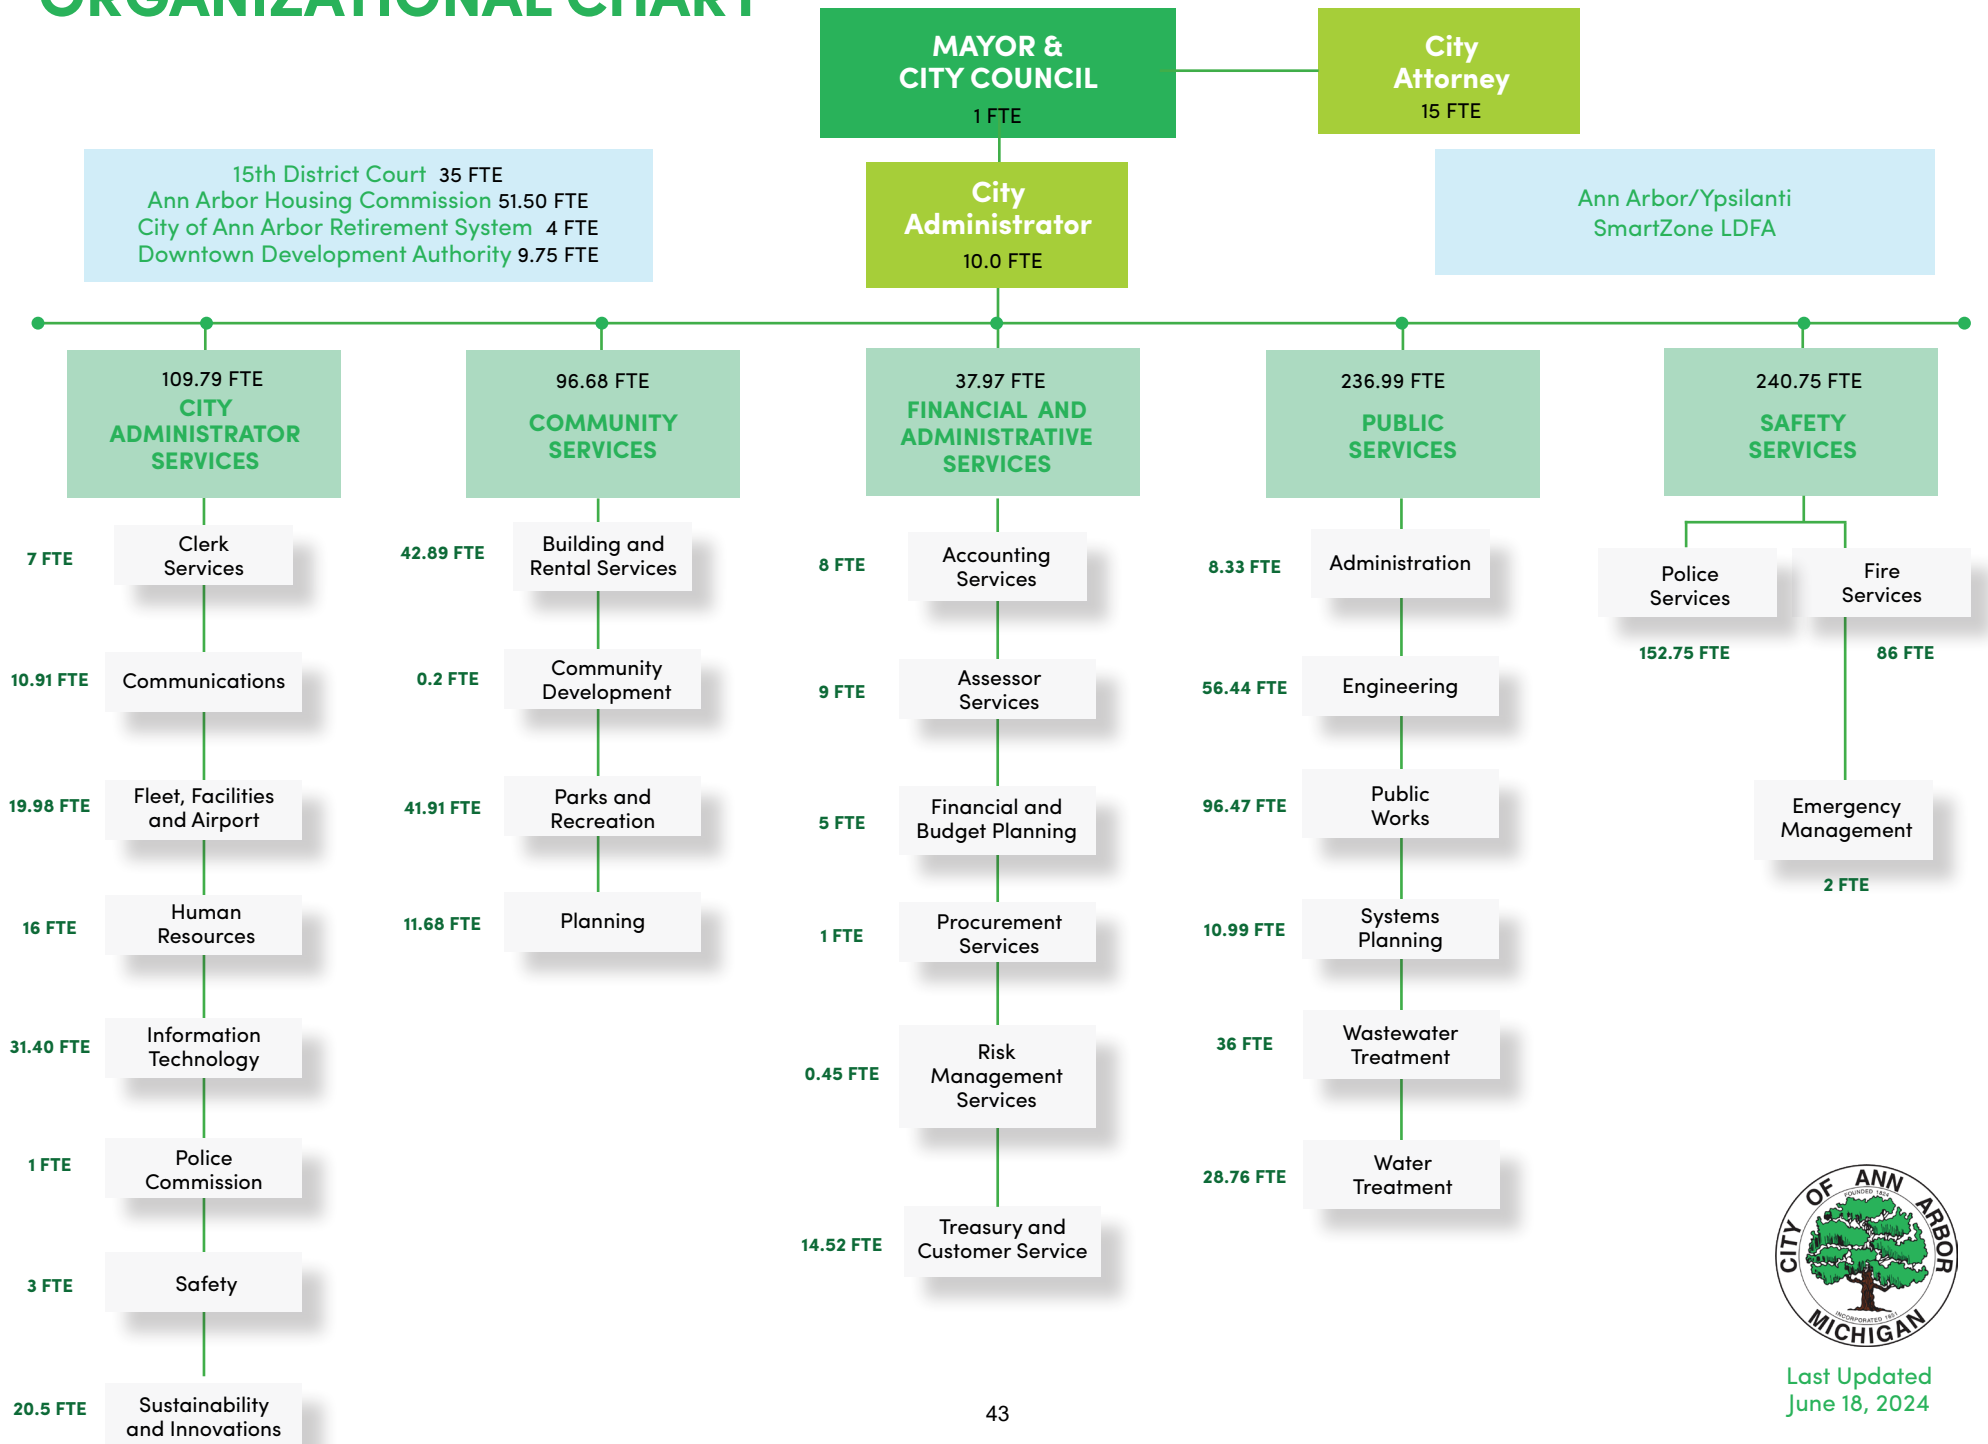 ORGANIZATIONAL CHART
MAYOR &
CITY COUNCIL
1 FTE
City
Attorney
15 FTE
15th District Court 35 FTE
Ann Arbor Housing Commission 51.50 FTE
City of Ann Arbor Retirement System 4 FTE
Downtown Development Authority 9.75 FTE
City
Administrator
10.0 FTE
Ann Arbor/Ypsilanti
SmartZone LDFA
109.79 FTE
CITY
ADMINISTRATOR
SERVICES
7 FTE
Clerk
Services
10.91 FTE
Communications
19.98 FTE
Fleet, Facilities
and Airport
16 FTE
Human
Resources
31.40 FTE
Information
Technology
1 FTE
Police
Commission
3 FTE
Safety
20.5 FTE
Sustainability
and Innovations
96.68 FTE
COMMUNITY
SERVICES
42.89 FTE
Building and
Rental Services
0.2 FTE
Community
Development
41.91 FTE
Parks and
Recreation
11.68 FTE
Planning
37.97 FTE
FINANCIAL AND
ADMINISTRATIVE
SERVICES
8 FTE
Accounting
Services
9 FTE
Assessor
Services
5 FTE
Financial and
Budget Planning
1 FTE
Procurement
Services
0.45 FTE
Risk
Management
Services
14.52 FTE
Treasury and
Customer Service
236.99 FTE
PUBLIC
SERVICES
8.33 FTE
Administration
56.44 FTE
Engineering
96.47 FTE
Public
Works
10.99 FTE
Systems
Planning
36 FTE
Wastewater
Treatment
28.76 FTE
Water
Treatment
240.75 FTE
SAFETY
SERVICES
Police
Services
152.75 FTE
Fire
Services
86 FTE
Emergency
Management
2 FTE
CITY OF ANN ARBOR
FOUNDED 1824
INCORPORATED 1851
MICHIGAN
Last Updated
June 18, 2024
43